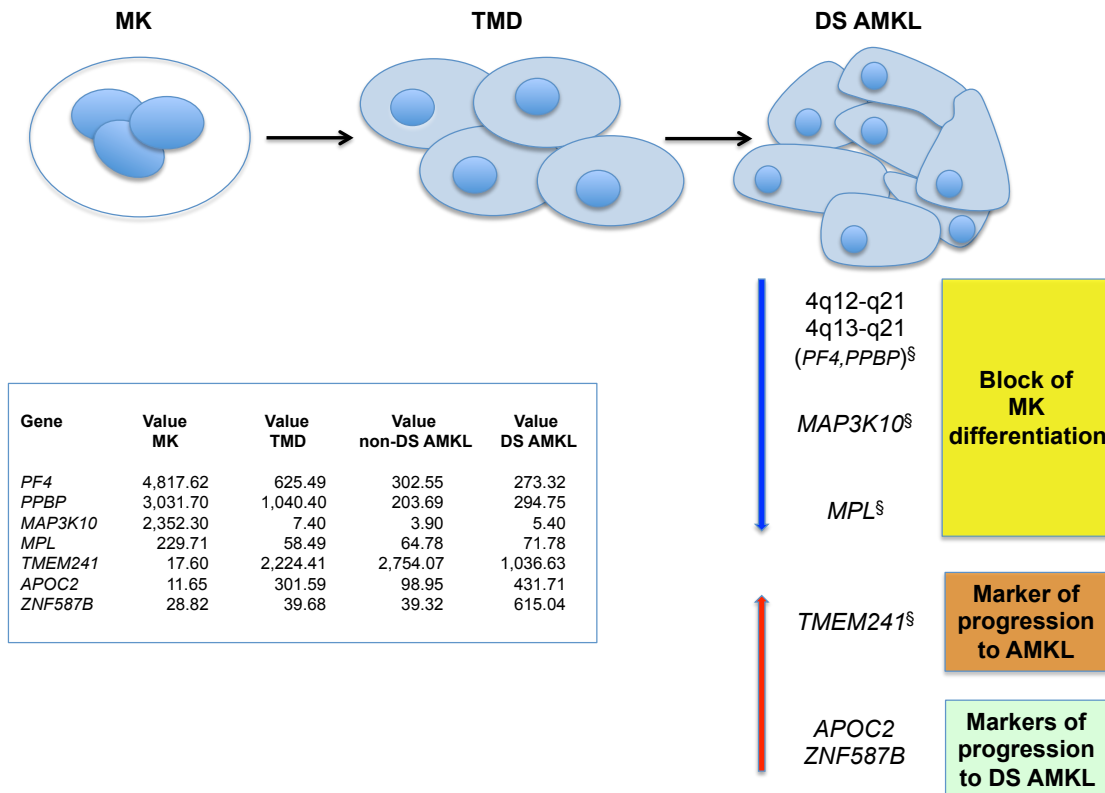 MK
TMD
DS AMKL
4q12-q21
4q13-q21
(PF4,PPBP)§
MAP3K10§
MPL§
Block of
MK
differentiation
Gene Value Value Value Value
MK TMD non-DS AMKL DS AMKL
PF4 4,817.62 625.49 302.55 273.32
PPBP 3,031.70 1,040.40 203.69 294.75
MAP3K10 2,352.30 7.40 3.90 5.40
MPL 229.71 58.49 64.78 71.78
TMEM241 17.60 2,224.41 2,754.07 1,036.63
APOC2 11.65 301.59 98.95 431.71
ZNF587B 28.82 39.68 39.32 615.04
TMEM241§
Marker of
progression
to AMKL
APOC2
ZNF587B
Markers of
progression
to DS AMKL